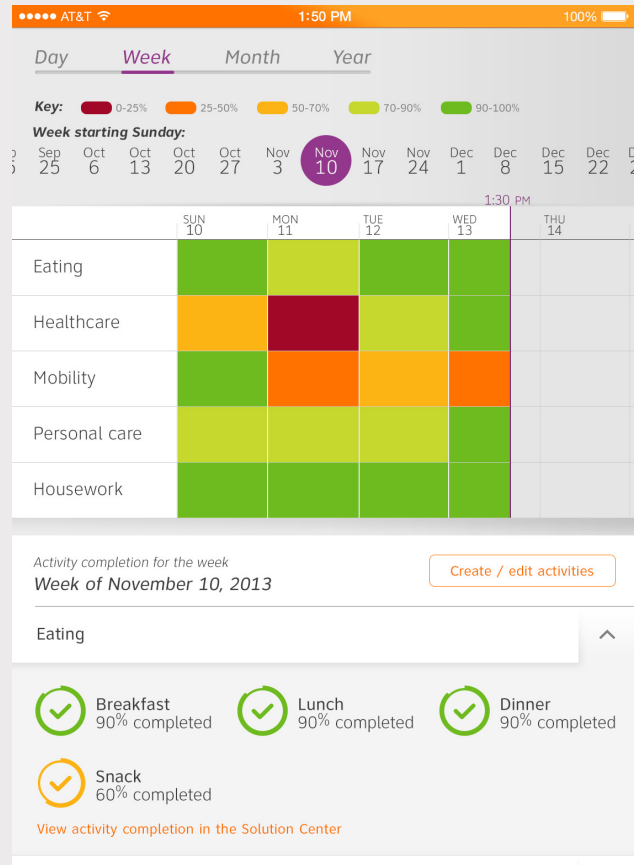 AT&T 1:50 PM 100%
Day Week Month Year
Key: 0-25% 25-50% 50-70% 70-90% 90-100%
Week starting Sunday:
Sep Oct Oct Oct Oct Nov Nov Nov Nov Dec Dec Dec Dec
25 6 13 20 27 3 10 17 24 1 8 15 22
1:30 PM
SUN MON TUE WED THU
10 11 12 13 14
Eating
Healthcare
Mobility
Personal care
Housework
Activity completion for the week
Week of November 10, 2013
Create / edit activities
Eating
Breakfast Lunch Dinner
90% completed 90% completed 90% completed
Snack
60% completed
View activity completion in the Solution Center